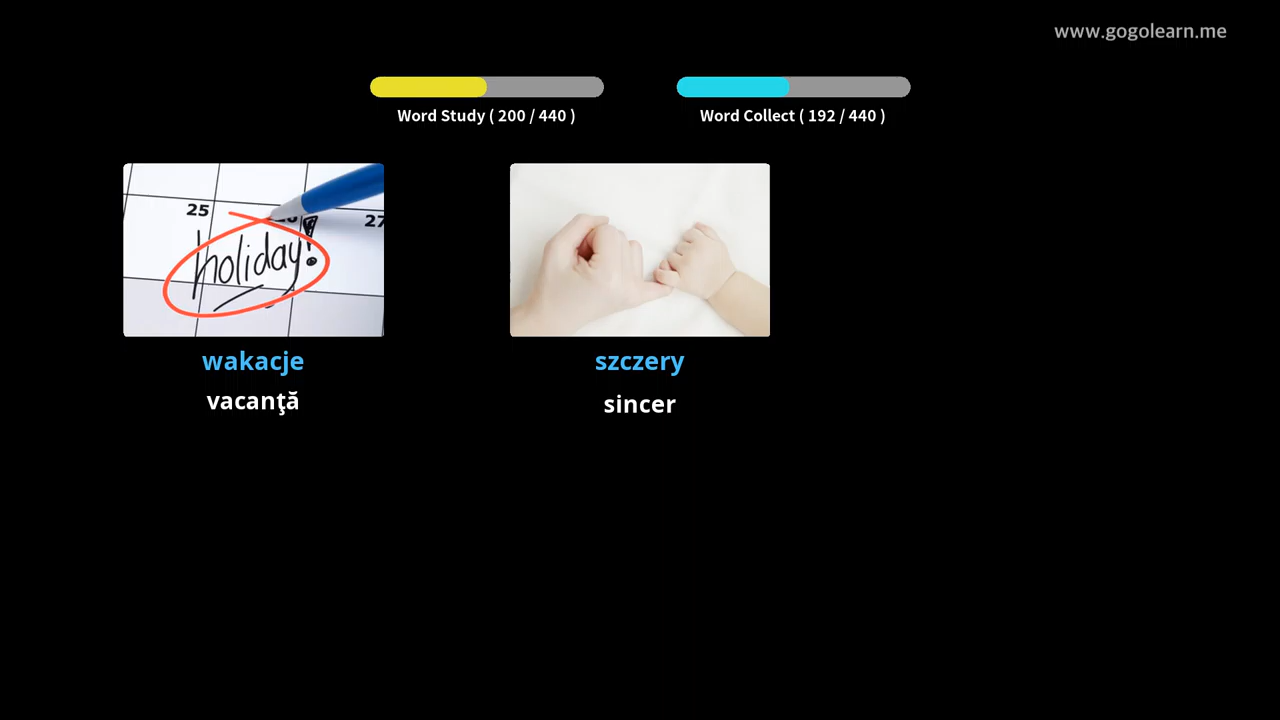 www.gogolearn.me
Word Study ( 200 / 440 )
Word Collect ( 192 / 440 )
25
27
holiday!
wakacje
vacanţă
szczery
sincer